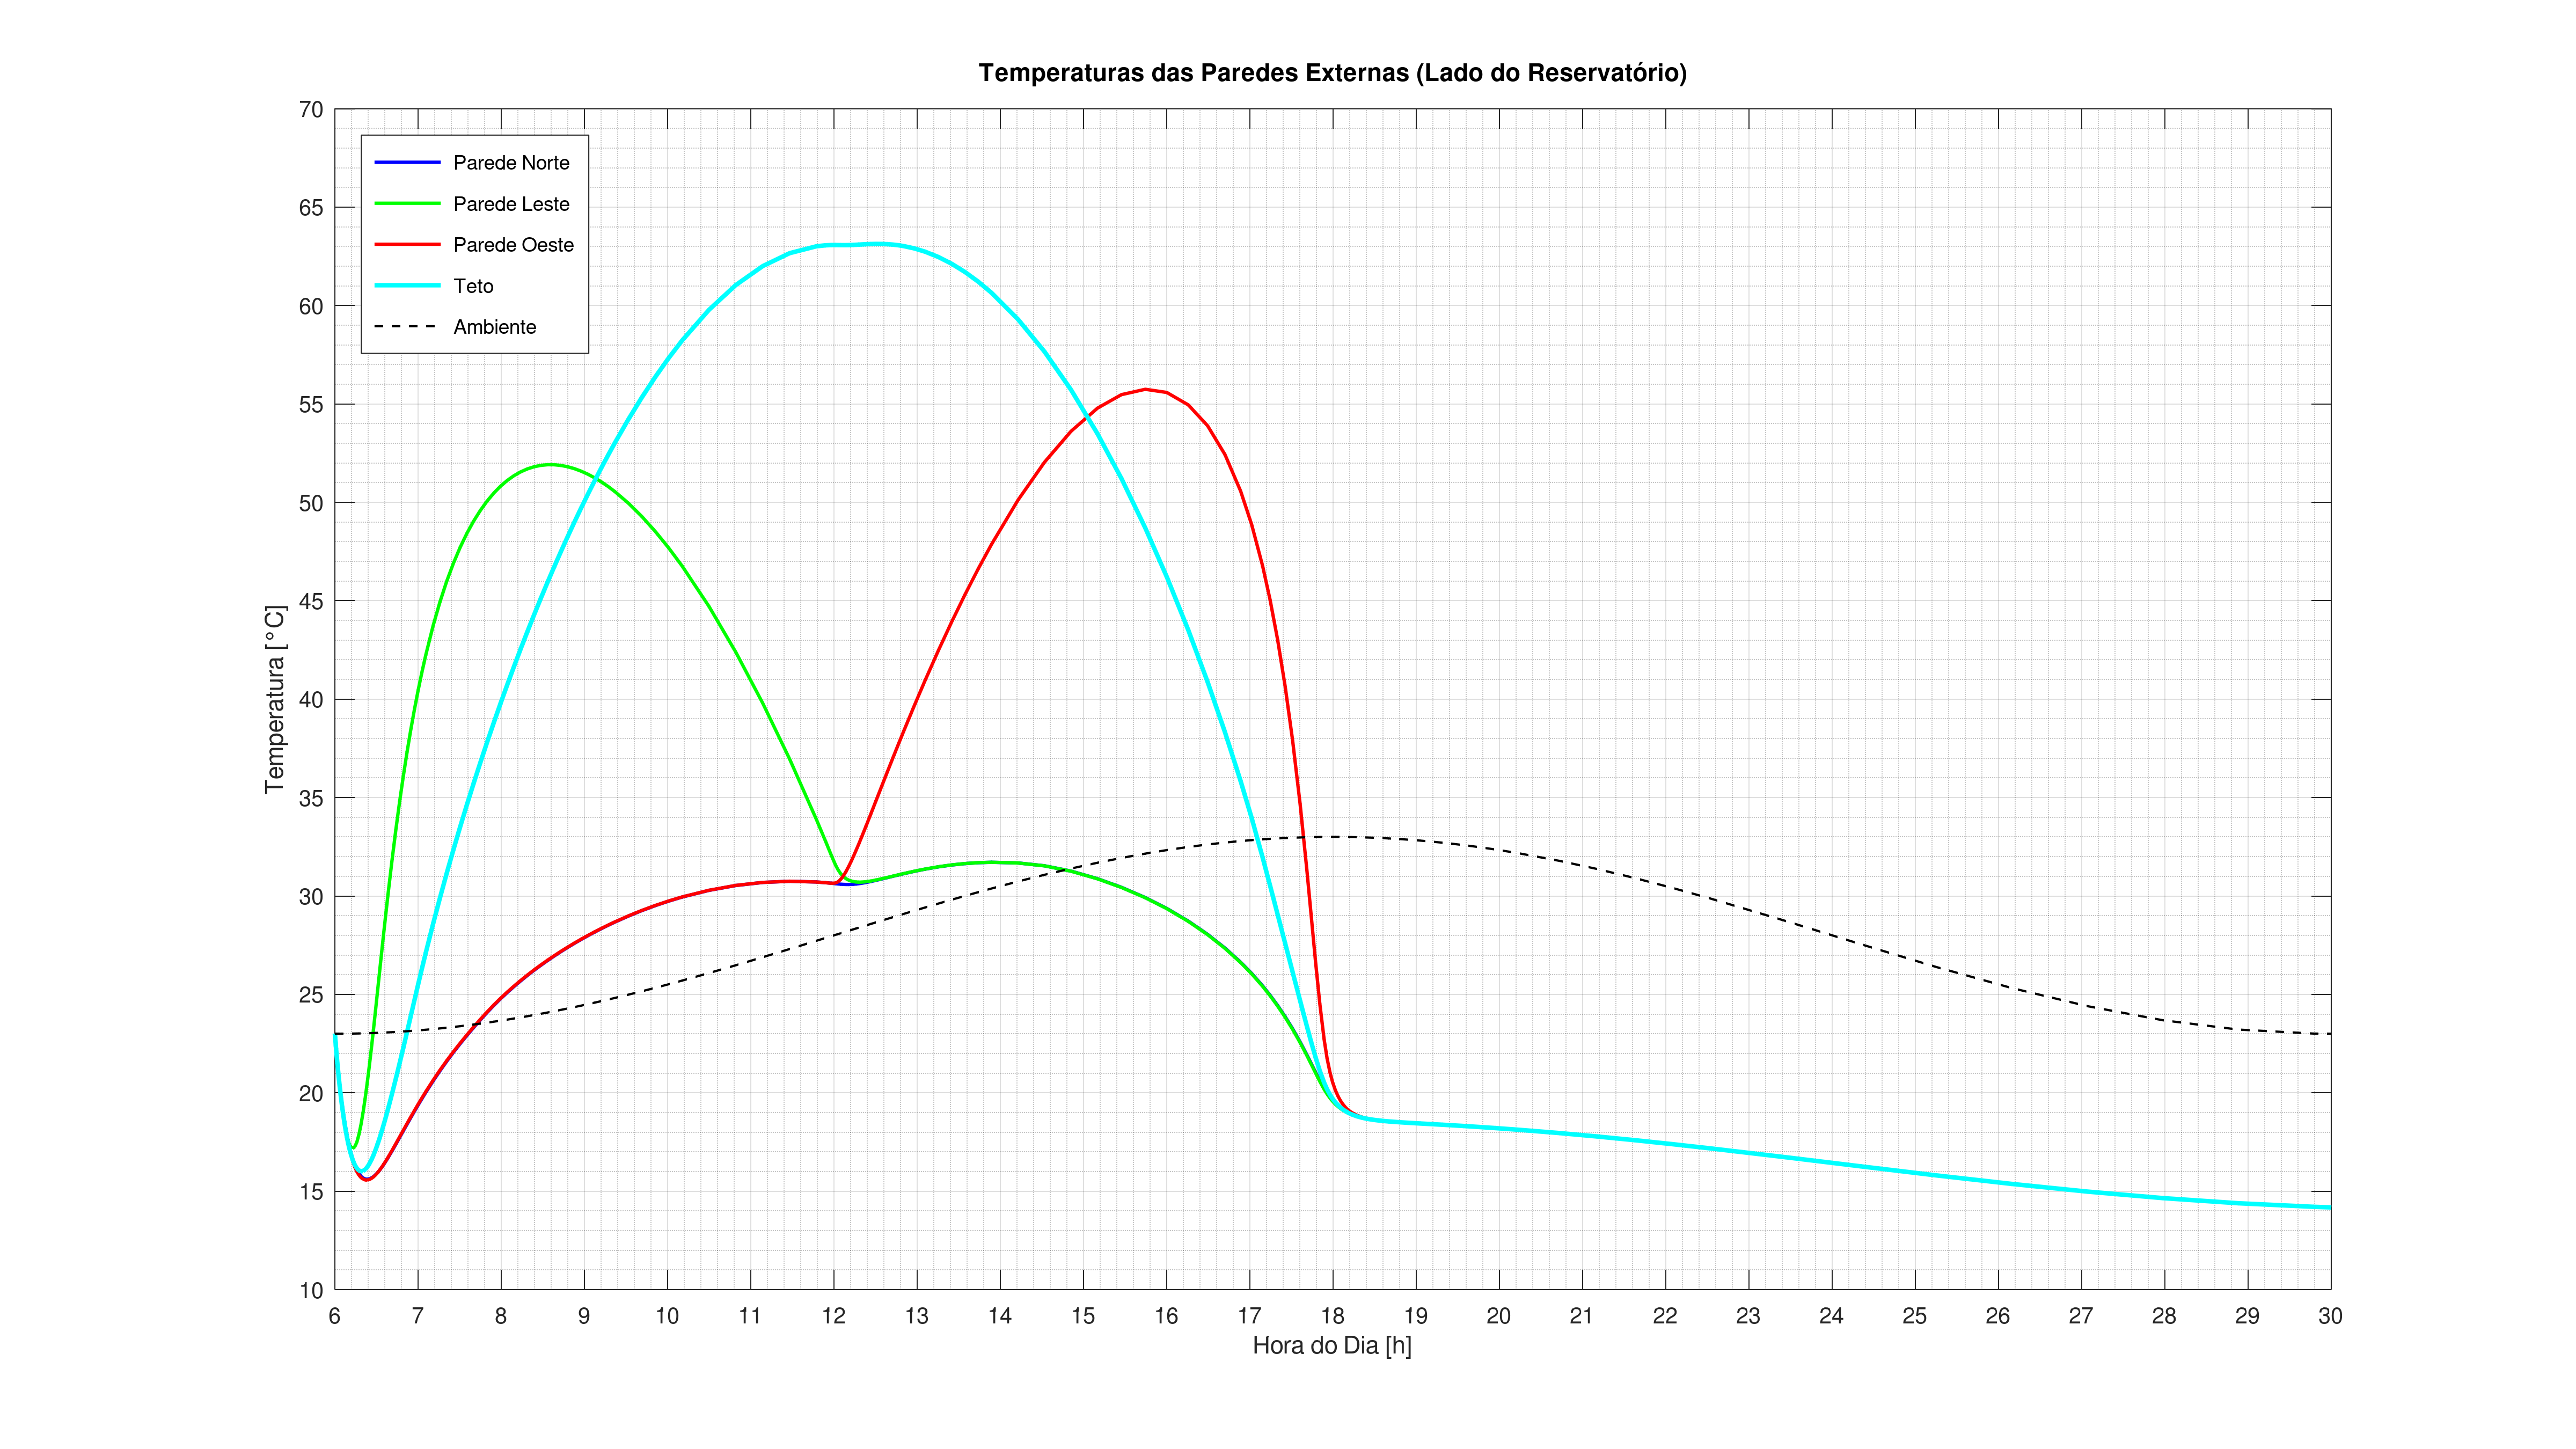 Temperaturas das Paredes Externas (Lado do Reservatório)
70
65
60
55
50
45
40
35
30
25
20
15
10
Temperatura [°C]
Parede Norte
Parede Leste
Parede Oeste
Teto
Ambiente
6 7 8 9 10 11 12 13 14 15 16 17 18 19 20 21 22 23 24 25 26 27 28 29 30
Hora do Dia [h]